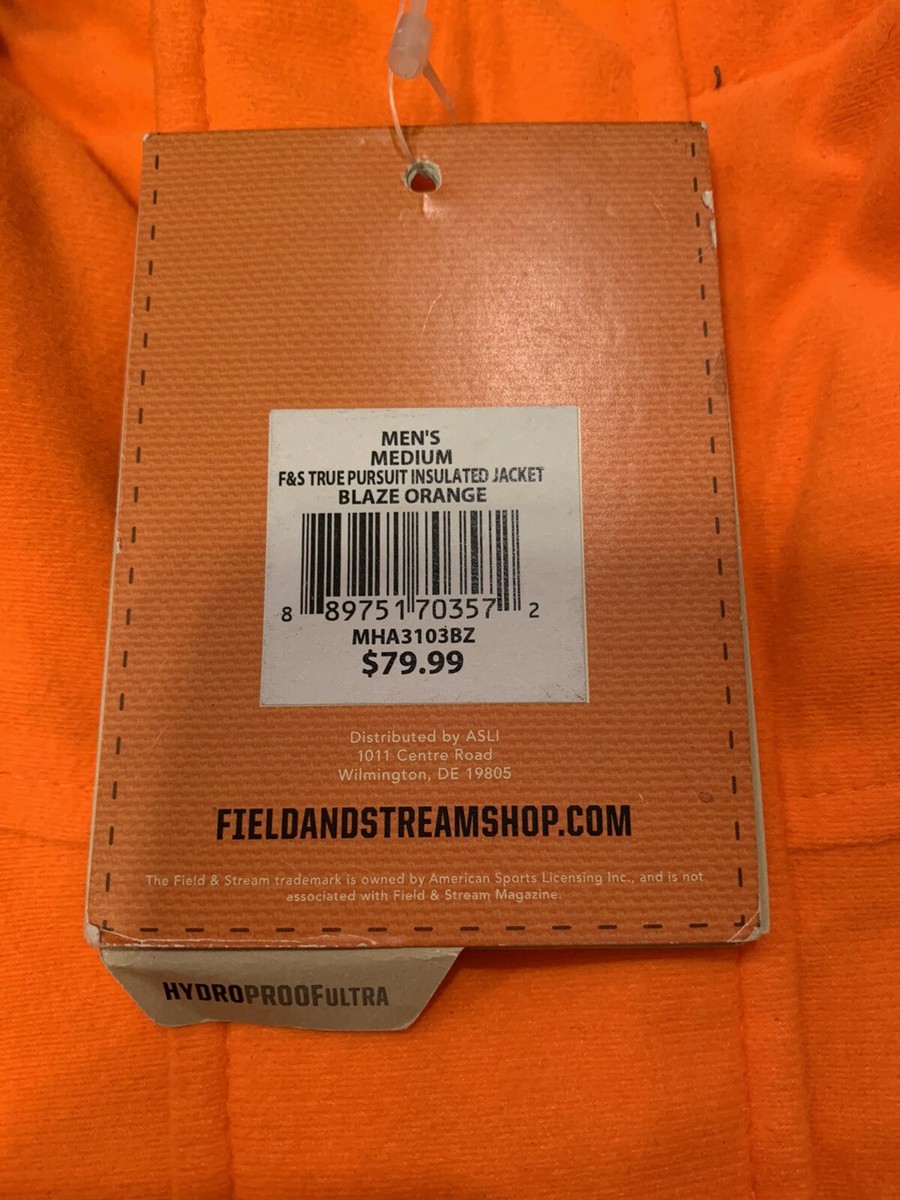 MEN'S
MEDIUM
F&S TRUE PURSUIT INSULATED JACKET
BLAZE ORANGE
8 89751 70357 2
MHA3103BZ
$79.99
Distributed by ASLI
1011 Centre Road
Wilmington, DE 19805
FIELDANDSTREAMSHOP.COM
The Field & Stream trademark is owned by American Sports Licensing Inc., and is not
associated with Field & Stream Magazine.
HYDROPROOFULTRA